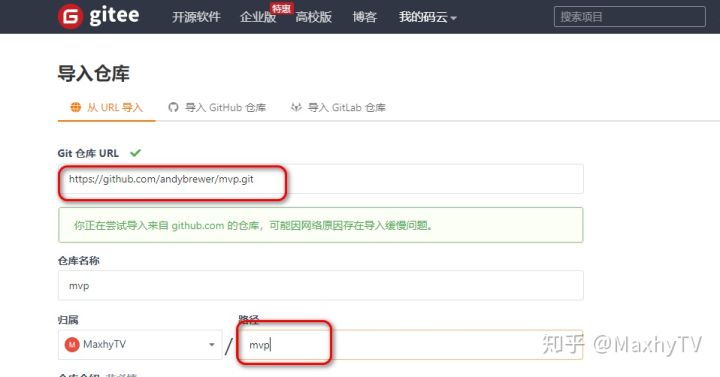 gitee 开源软件 企业版 特惠 高校版 博客 我的码云 搜索项目
导入仓库
从 URL 导入 导入 GitHub 仓库 导入 GitLab 仓库
Git 仓库 URL
https://github.com/andybrewer/mvp.git
你正在尝试导入来自 github.com 的仓库，可能因网络原因存在导入缓慢问题。
仓库名称
mvp
归属 路径
M MaxhyTV / mvp
知乎 @MaxhyTV